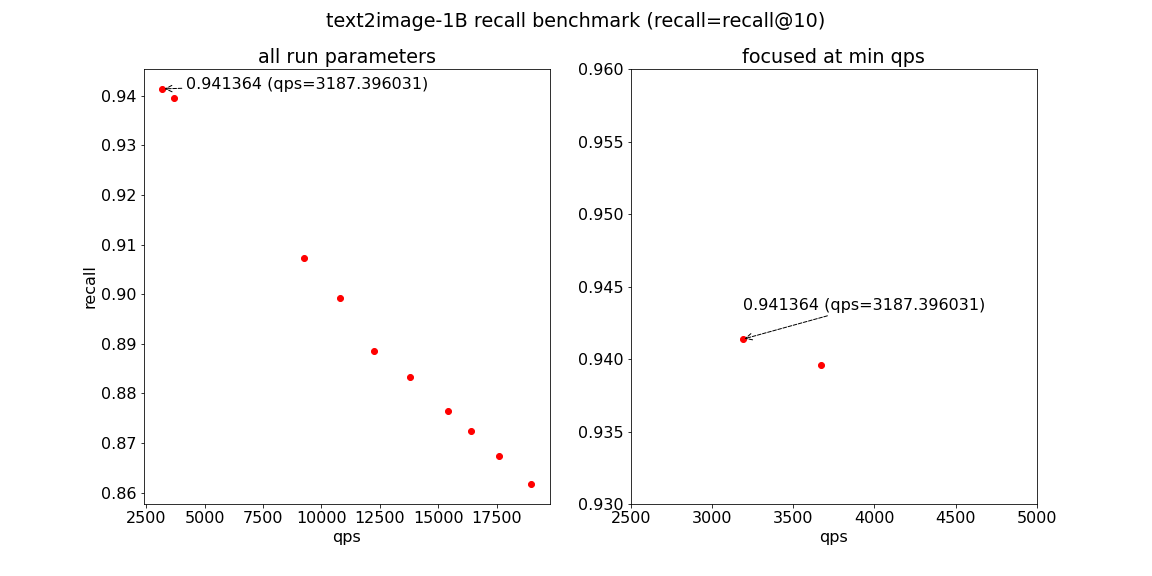 text2image-1B recall benchmark (recall=recall@10)
all run parameters
0.941364 (qps=3187.396031)
0.94
0.93
0.92
0.91
0.90
0.89
0.88
0.87
0.86
recall
2500 5000 7500 10000 12500 15000 17500
qps
focused at min qps
0.960
0.955
0.950
0.945
0.941364 (qps=3187.396031)
0.940
0.935
0.930
2500 3000 3500 4000 4500 5000
qps